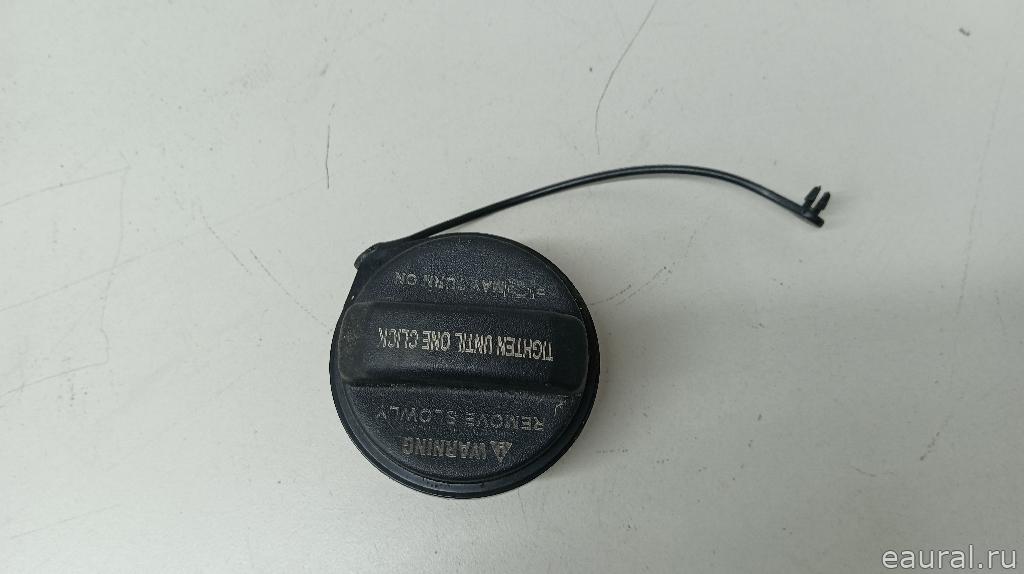 ⚠ WARNING
REMOVE SLOWLY
TIGHTEN UNTIL ONE CLICK
MAY TURN ON
eaural.ru